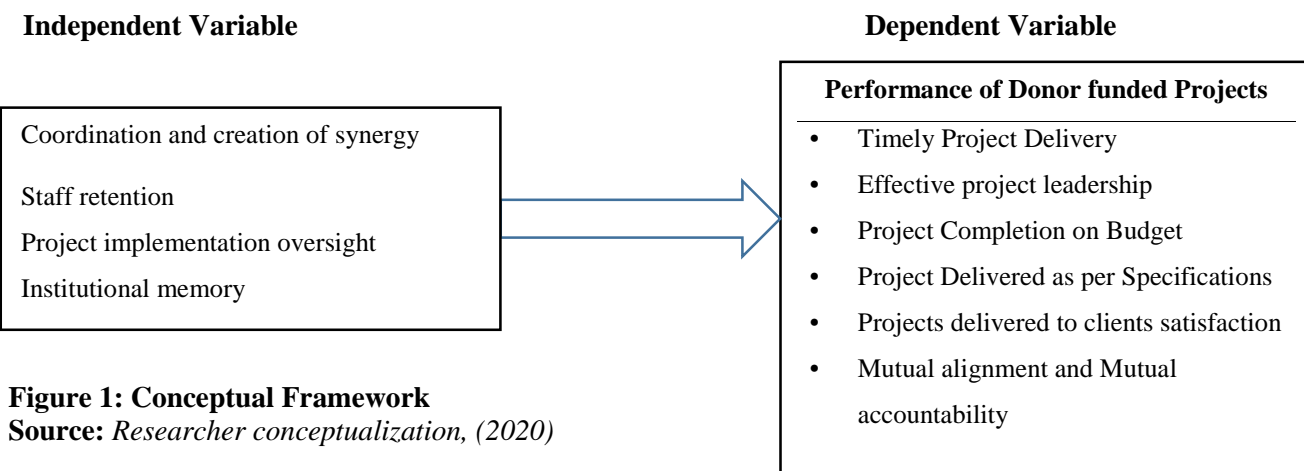 Independent Variable
Dependent Variable
Coordination and creation of synergy
Staff retention
Project implementation oversight
Institutional memory
Performance of Donor funded Projects
• Timely Project Delivery
• Effective project leadership
• Project Completion on Budget
• Project Delivered as per Specifications
• Projects delivered to clients satisfaction
• Mutual alignment and Mutual
accountability
Figure 1: Conceptual Framework
Source: Researcher conceptualization, (2020)